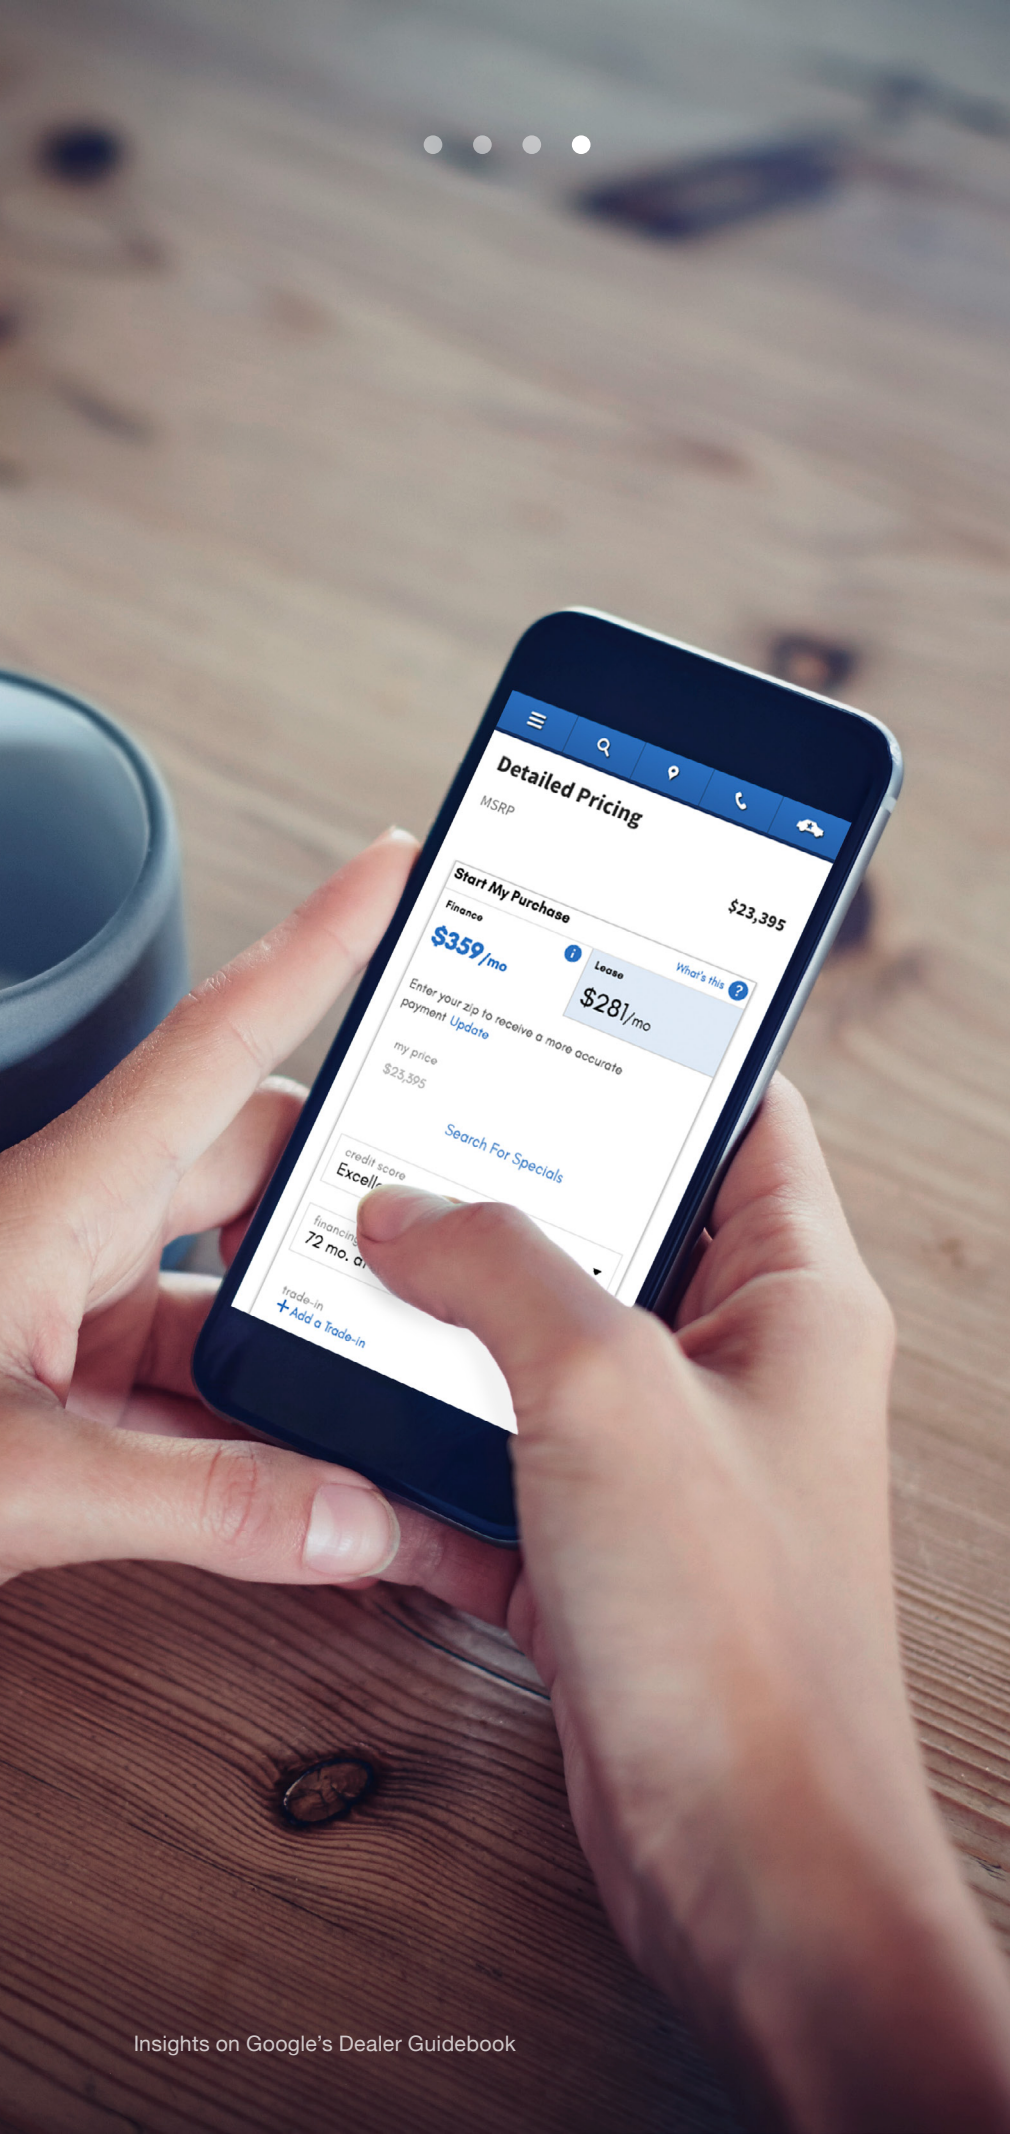 Detailed Pricing
MSRP
$23,395
Start My Purchase
What's this ?
Finance
i
$359/mo
Lease
$281/mo
Enter your zip to receive a more accurate
payment Update
my price
$23,395
Search For Specials
credit score
financing
72 mo.
trade-in
+ Add a Trade-in
Insights on Google’s Dealer Guidebook